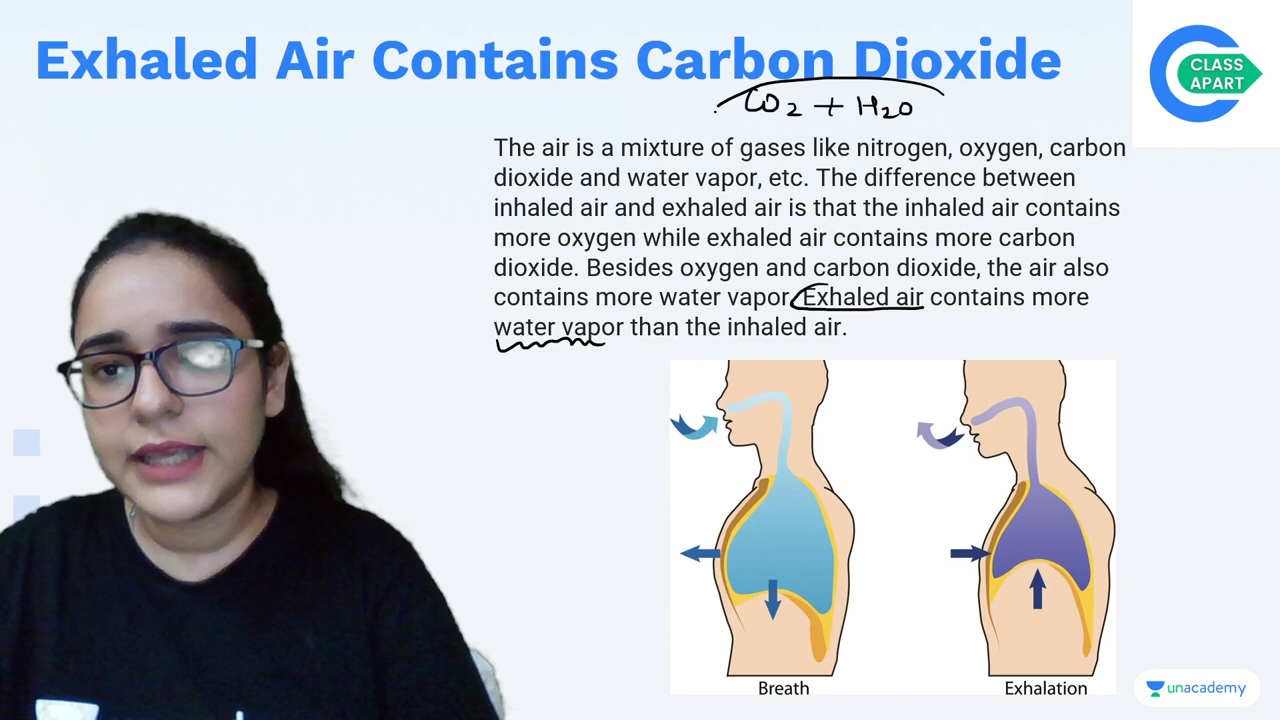 Exhaled Air Contains Carbon Dioxide
CLASS
APART
CO2 + H2O
The air is a mixture of gases like nitrogen, oxygen, carbon
dioxide and water vapor, etc. The difference between
inhaled air and exhaled air is that the inhaled air contains
more oxygen while exhaled air contains more carbon
dioxide. Besides oxygen and carbon dioxide, the air also
contains more water vapor. Exhaled air contains more
water vapor than the inhaled air.
Breath
Exhalation
unacademy